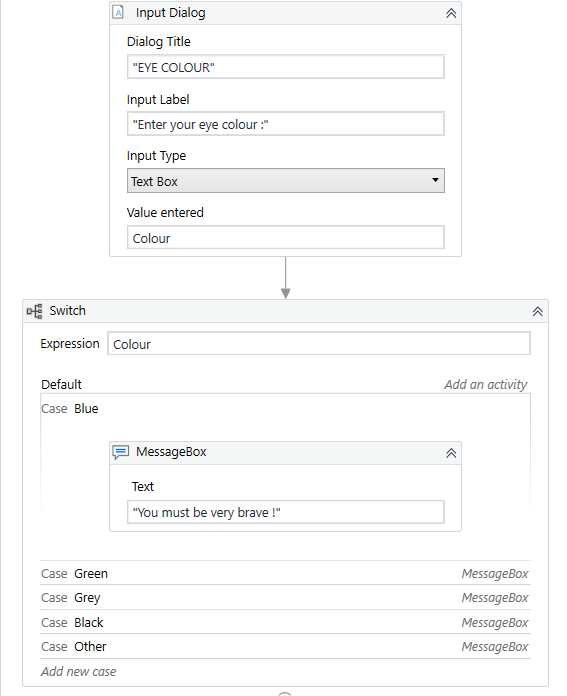 Input Dialog
Dialog Title
"EYE COLOUR"
Input Label
"Enter your eye colour :"
Input Type
Text Box
Value entered
Colour
Switch
Expression Colour
Default Add an activity
Case Blue
MessageBox
Text
"You must be very brave !"
Case Green MessageBox
Case Grey MessageBox
Case Black MessageBox
Case Other MessageBox
Add new case